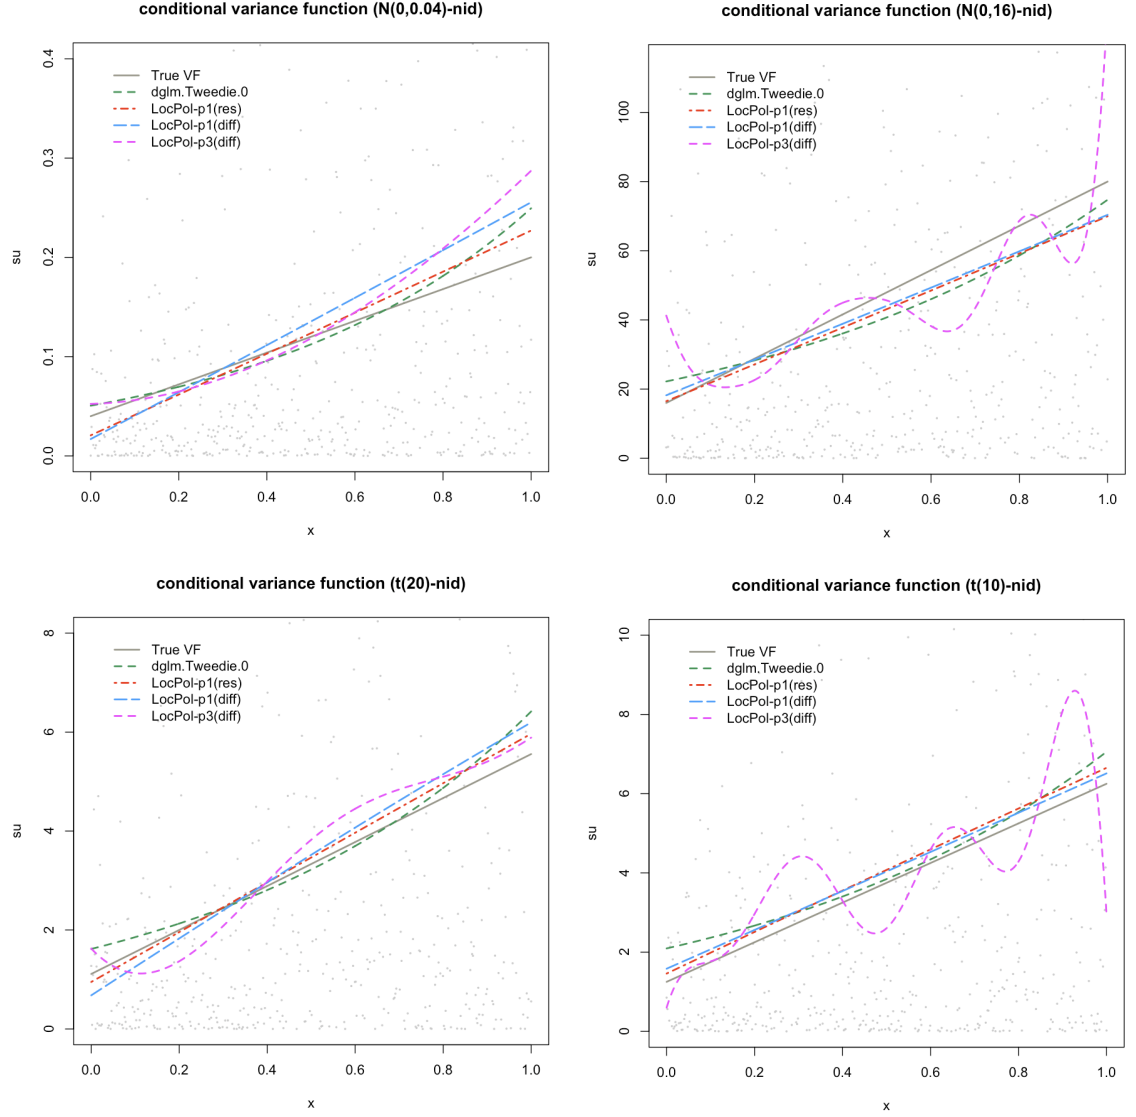 conditional variance function (N(0,0.04)-nid)
su
0.4
0.3
0.2
0.1
0.0
True VF
dglm.Tweedie.0
LocPol-p1(res)
LocPol-p1(diff)
LocPol-p3(diff)
0.0 0.2 0.4 0.6 0.8 1.0
x
conditional variance function (N(0,16)-nid)
su
100
80
60
40
20
0
True VF
dglm.Tweedie.0
LocPol-p1(res)
LocPol-p1(diff)
LocPol-p3(diff)
0.0 0.2 0.4 0.6 0.8 1.0
x
conditional variance function (t(20)-nid)
su
8
6
4
2
0
True VF
dglm.Tweedie.0
LocPol-p1(res)
LocPol-p1(diff)
LocPol-p3(diff)
0.0 0.2 0.4 0.6 0.8 1.0
x
conditional variance function (t(10)-nid)
su
10
8
6
4
2
0
True VF
dglm.Tweedie.0
LocPol-p1(res)
LocPol-p1(diff)
LocPol-p3(diff)
0.0 0.2 0.4 0.6 0.8 1.0
x